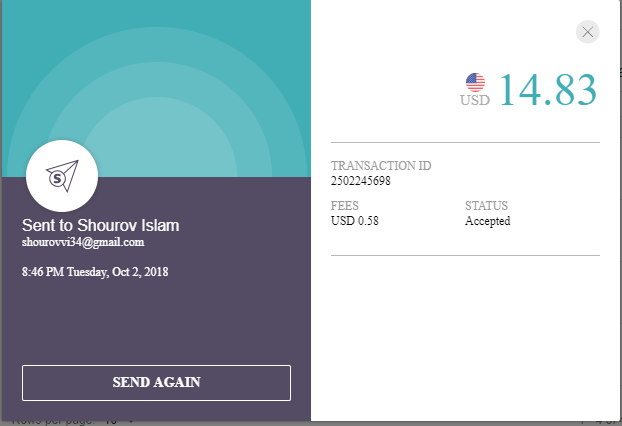 Sent to Shourov Islam
shourovvi34@gmail.com
8:46 PM Tuesday, Oct 2, 2018
SEND AGAIN
USD 14.83
TRANSACTION ID
2502245698
FEES STATUS
USD 0.58 Accepted
Rows per page: 10